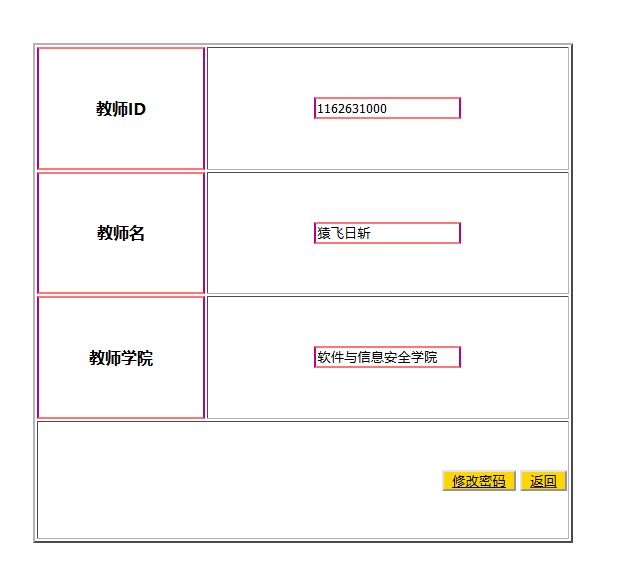 教师ID
1162631000
教师名
猿飞日斩
教师学院
软件与信息安全学院
修改密码 返回